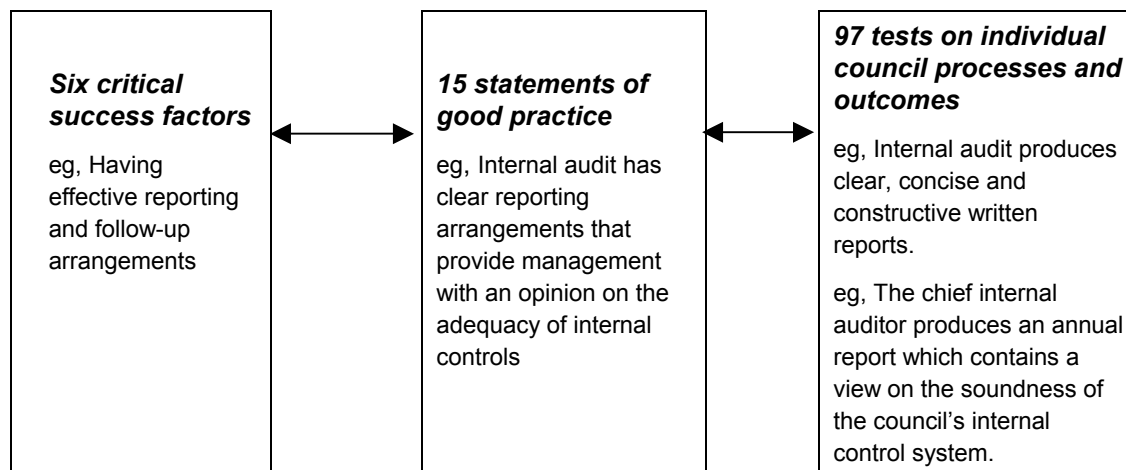 Six critical
success factors
eg, Having
effective reporting
and follow-up
arrangements
15 statements of
good practice
eg, Internal audit has
clear reporting
arrangements that
provide management
with an opinion on the
adequacy of internal
controls
97 tests on individual
council processes and
outcomes
eg, Internal audit produces
clear, concise and
constructive written
reports.
eg, The chief internal
auditor produces an annual
report which contains a
view on the soundness of
the council's internal
control system.